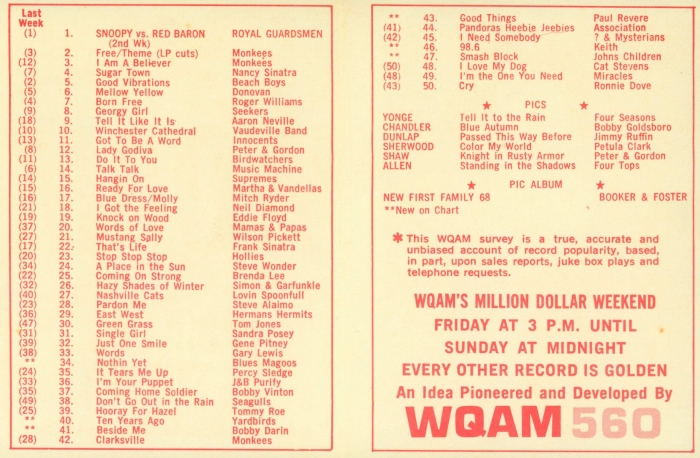 Last
Week
(1) 1. SNOOPY vs. RED BARON ROYAL GUARDSMEN
(2nd Wk)
(3) 2. Free/Theme (LP cuts) Monkees
(12) 3. I Am A Believer Monkees
(7) 4. Sugar Town Nancy Sinatra
(2) 5. Good Vibrations Beach Boys
(5) 6. Mellow Yellow Donovan
(4) 7. Born Free Roger Williams
(9) 8. Georgy Girl Seekers
(18) 9. Tell It Like It Is Aaron Neville
(10) 10. Winchester Cathedral Vaudeville Band
(13) 11. Got To Be A Word Innocents
(8) 12. Lady Godiva Peter & Gordon
(11) 13. Do It To You Birdwatchers
(6) 14. Talk Talk Music Machine
(14) 15. Hangin On Supremes
(15) 16. Ready For Love Martha & Vandellas
(16) 17. Blue Dress/Molly Mitch Ryder
(21) 18. I Got the Feeling Neil Diamond
(19) 19. Knock on Wood Eddie Floyd
(37) 20. Words of Love Mamas & Papas
(27) 21. Mustang Sally Wilson Pickett
(17) 22. That's Life Frank Sinatra
(20) 23. Stop Stop Stop Hollies
(34) 24. A Place in the Sun Steve Wonder
(22) 25. Coming On Strong Brenda Lee
(32) 26. Hazy Shades of Winter Simon & Garfunkle
(40) 27. Nashville Cats Lovin Spoonfull
(23) 28. Pardon Me Steve Alaimo
(36) 29. East West Hermans Hermits
(47) 30. Green Grass Tom Jones
(31) 31. Single Girl Sandra Posey
(39) 32. Just One Smile Gene Pitney
(38) 33. Words Gary Lewis
** 34. Nothin Yet Blues Magoos
(24) 35. It Tears Me Up Percy Sledge
(33) 36. I'm Your Puppet J&B Purify
(35) 37. Coming Home Soldier Bobby Vinton
(49) 38. Don't Go Out in the Rain Seagulls
(25) 39. Hooray For Hazel Tommy Roe
** 40. Ten Years Ago Yardbirds
** 41. Beside Me Bobby Darin
(28) 42. Clarksville Monkees
** 43. Good Things Paul Revere
(41) 44. Pandoras Heebie Jeebies Association
(42) 45. I Need Somebody ? & Mysterians
** 46. 98.6 Keith
** 47. Smash Block Johns Children
(50) 48. I Love My Dog Cat Stevens
(48) 49. I'm the One You Need Miracles
(43) 50. Cry Ronnie Dove
★ PICS ★
YONGE Tell It to the Rain Four Seasons
CHANDLER Blue Autumn Bobby Goldsboro
DUNLAP Passed This Way Before Jimmy Ruffin
SHERWOOD Color My World Petula Clark
SHAW Knight in Rusty Armor Peter & Gordon
ALLEN Standing in the Shadows Four Tops
★ PIC ALBUM ★
NEW FIRST FAMILY 68 BOOKER & FOSTER
**New on Chart
* This WQAM survey is a true, accurate and
unbiased account of record popularity, based,
in part, upon sales reports, juke box plays and
telephone requests.
WQAM'S MILLION DOLLAR WEEKEND
FRIDAY AT 3 P.M. UNTIL
SUNDAY AT MIDNIGHT
EVERY OTHER RECORD IS GOLDEN
An Idea Pioneered and Developed By
WQAM 560